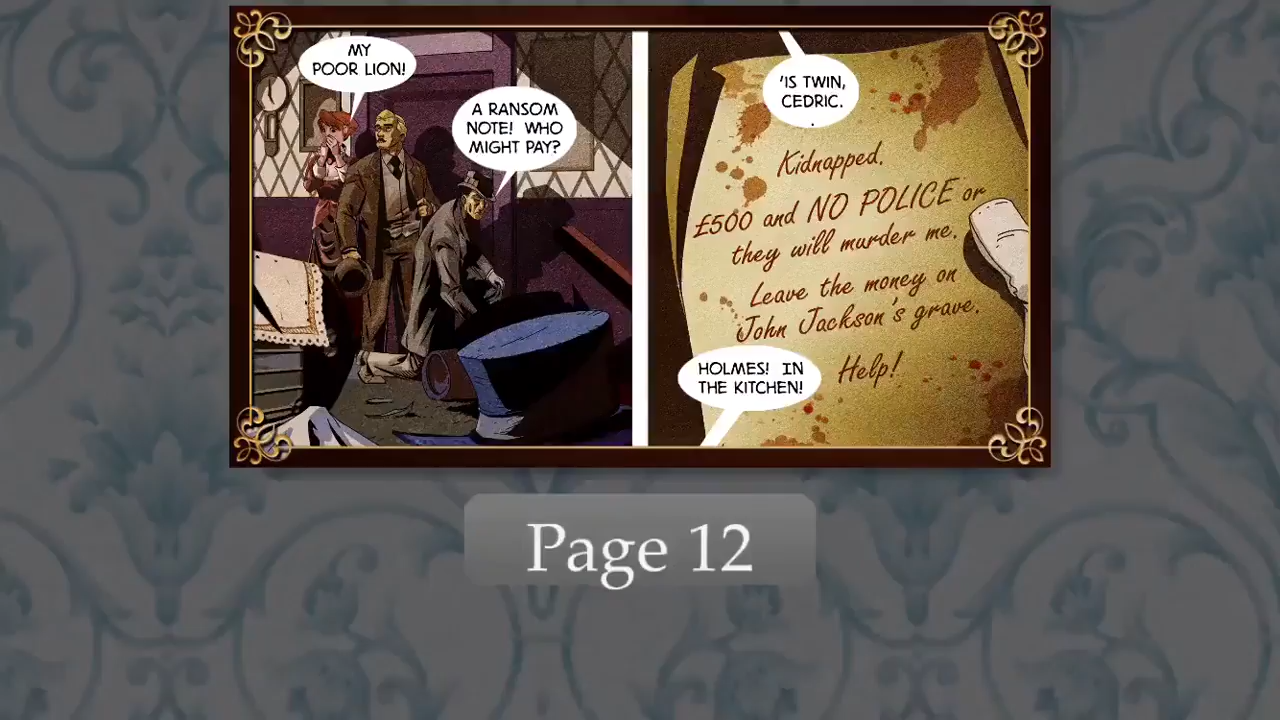 MY
POOR LION!
A RANSOM
NOTE! WHO
MIGHT PAY?
'IS TWIN,
CEDRIC.
.
Kidnapped.
£500 and NO POLICE or
they will murder me.
Leave the money on
John Jackson's grave.
Help!
HOLMES! IN
THE KITCHEN!
Page 12